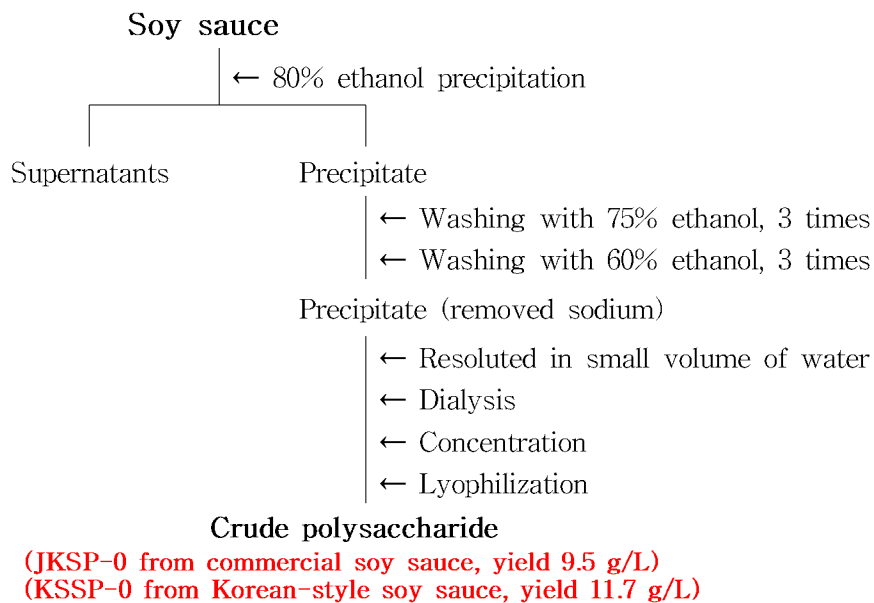 Soy sauce
← 80% ethanol precipitation
Supernatants
Precipitate
← Washing with 75% ethanol, 3 times
← Washing with 60% ethanol, 3 times
Precipitate (removed sodium)
← Resoluted in small volume of water
← Dialysis
← Concentration
← Lyophilization
Crude polysaccharide
(JKSP-0 from commercial soy sauce, yield 9.5 g/L)
(KSSP-0 from Korean-style soy sauce, yield 11.7 g/L)